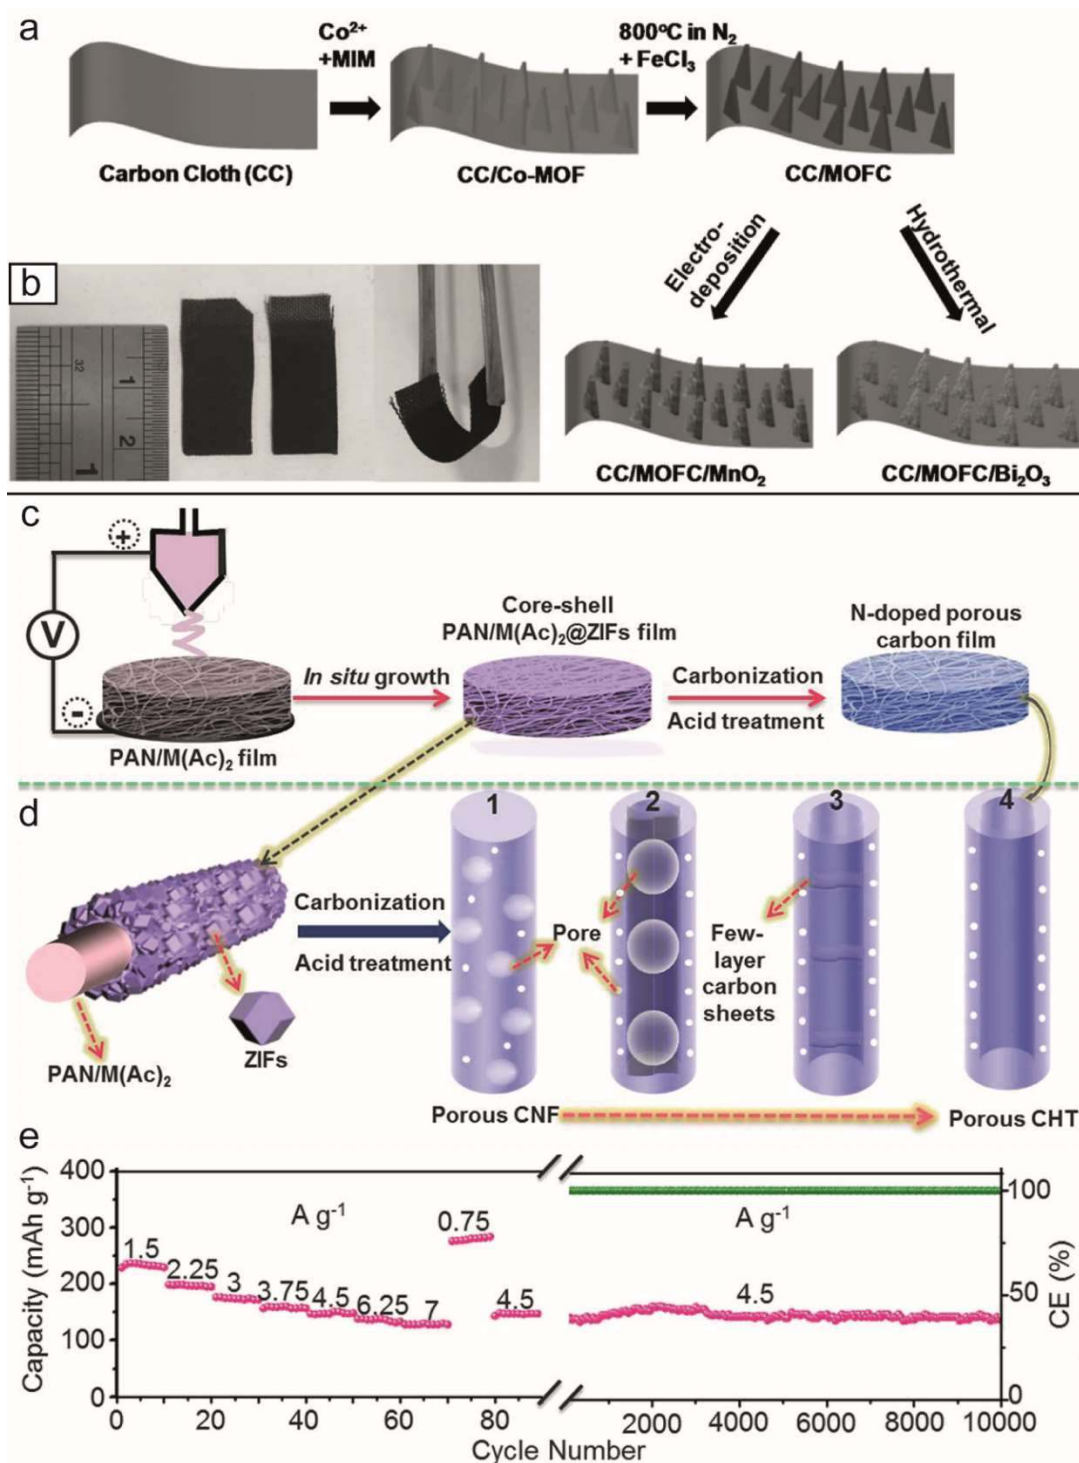 a
Co²⁺
+MIM
800°C in N₂
+ FeCl₃
Carbon Cloth (CC)
CC/Co-MOF
CC/MOFC
Electro-
deposition
Hydrothermal
b
32
1
2
1
CC/MOFC/MnO₂
CC/MOFC/Bi₂O₃
c
+
V
-
PAN/M(Ac)₂ film
In situ growth
Core-shell
PAN/M(Ac)₂@ZIFs film
Carbonization
Acid treatment
N-doped porous
carbon film
d
PAN/M(Ac)₂
ZIFs
Carbonization
Acid treatment
1
2
3
4
Pore
Few-
layer
carbon
sheets
Porous CNF
Porous CHT
e
Capacity (mAh g⁻¹)
400
300
200
100
0
A g⁻¹
1.5
2.25
3
3.75
4.5
6.25
7
0.75
4.5
A g⁻¹
4.5
100
50
0
CE (%)
0 20 40 60 80 2000 4000 6000 8000 10000
Cycle Number